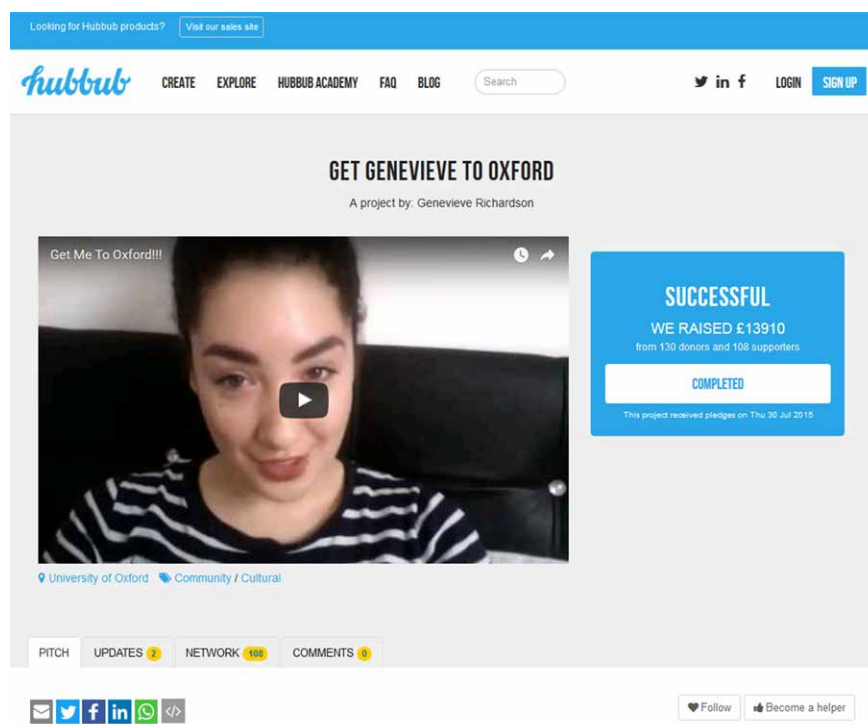 Looking for Hubbub products? Visit our sales site
hubbub CREATE EXPLORE HUBBUB ACADEMY FAQ BLOG Search LOGIN SIGN UP
GET GENEVIEVE TO OXFORD
A project by: Genevieve Richardson
Get Me To Oxford!!!
SUCCESSFUL
WE RAISED £13910
from 130 donors and 108 supporters
COMPLETED
This project received pledges on Thu 30 Jul 2015
University of Oxford Community / Cultural
PITCH UPDATES 2 NETWORK 108 COMMENTS 0
Follow Become a helper